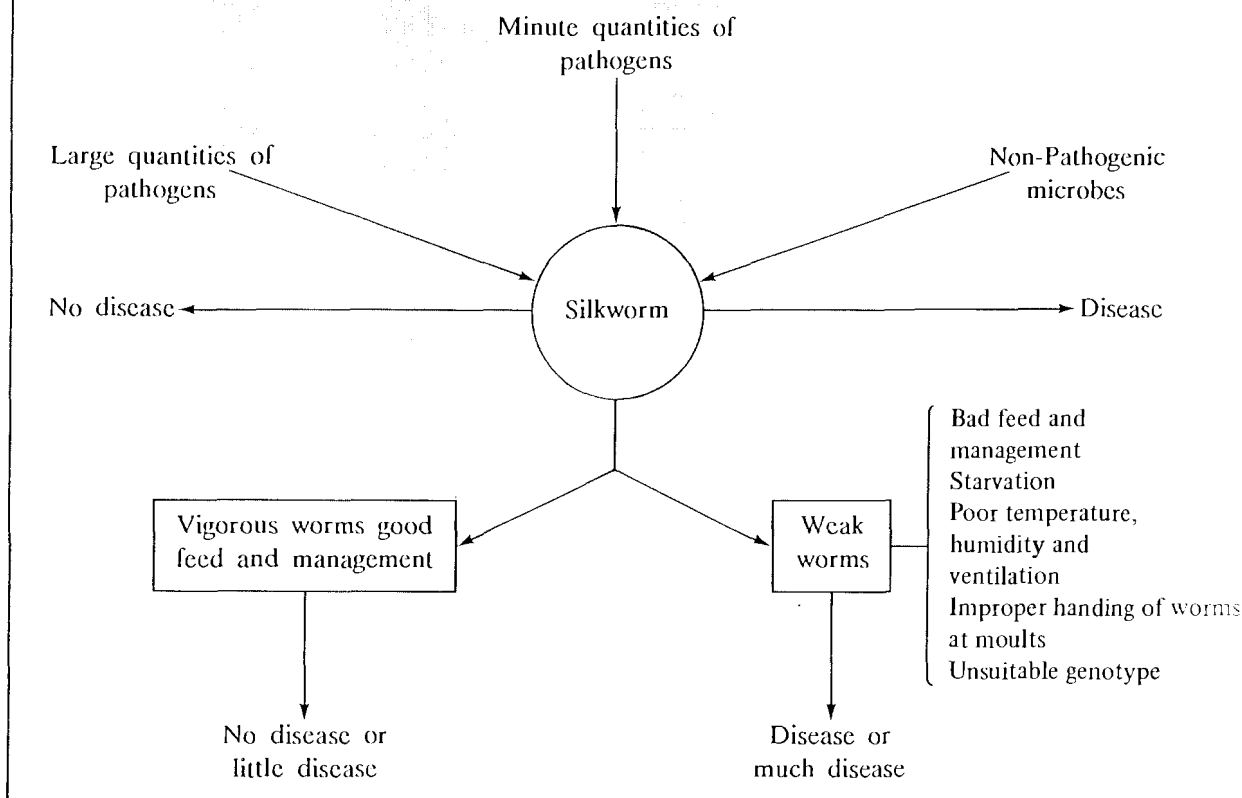 Minute quantities of
pathogens
Large quantities of
pathogens
Non-Pathogenic
microbes
No disease
Silkworm
Disease
Vigorous worms good
feed and management
Weak
worms
Bad feed and
management
Starvation
Poor temperature,
humidity and
ventilation
Improper handing of worms
at moults
Unsuitable genotype
No disease or
little disease
Disease or
much disease